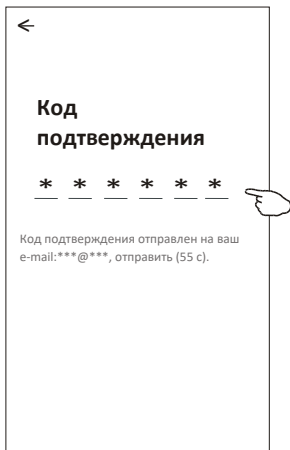 Код
подтверждения
* * * * * *
Код подтверждения отправлен на ваш
e-mail:***@***, отправить (55 с).